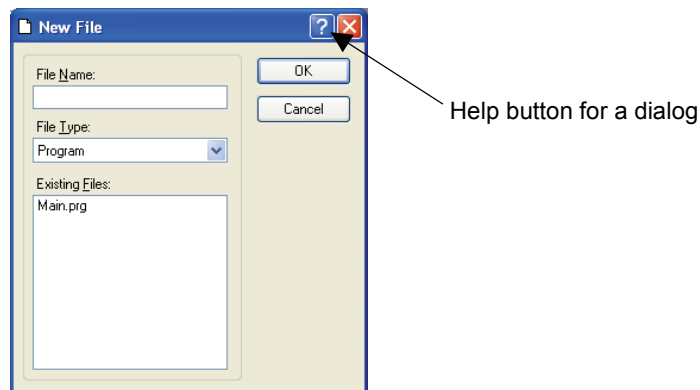 New File
?
File Name:
OK
Cancel
File Type:
Program
Existing Files:
Main.prg
Help button for a dialog